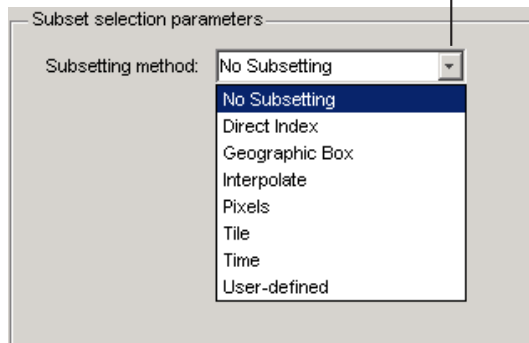 Subset selection parameters
Subsetting method: No Subsetting
No Subsetting
Direct Index
Geographic Box
Interpolate
Pixels
Tile
Time
User-defined